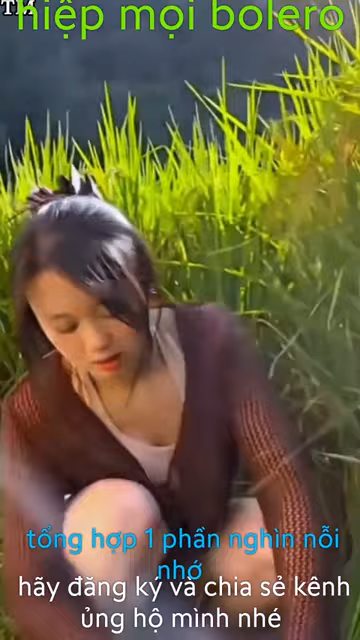 TM
hiệp mọi bolero
tổng hợp 1 phần nghìn nỗi
nhớ
hãy đăng ký và chia sẻ kênh
ủng hộ mình nhé